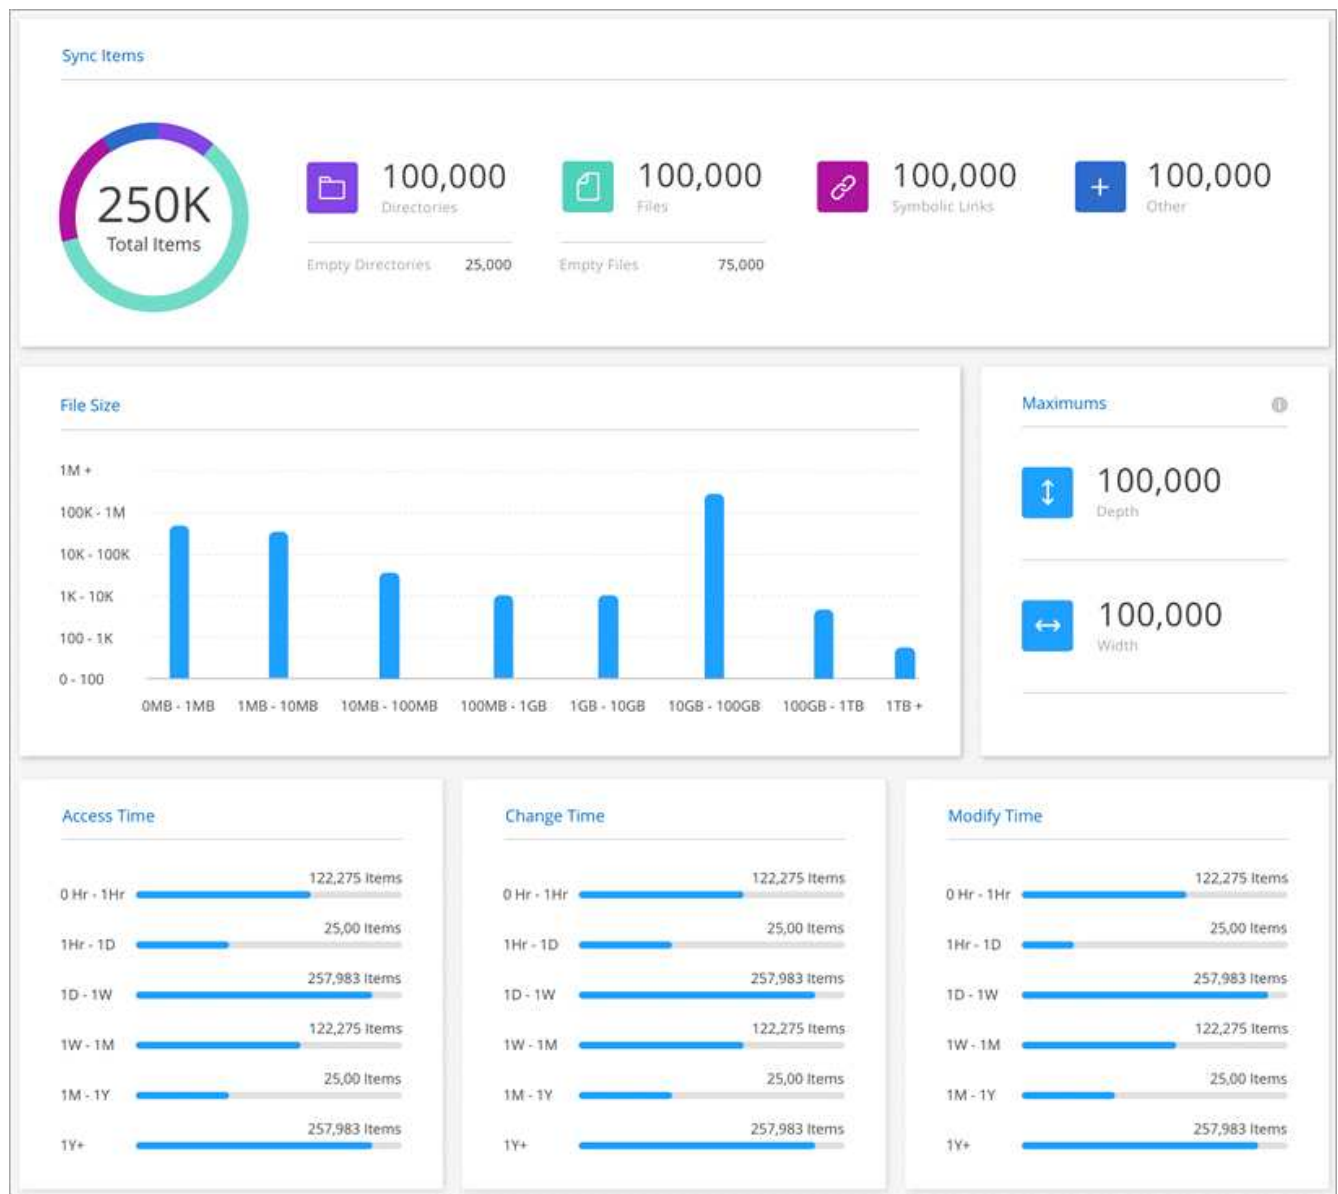 Sync Items
250K
Total Items
100,000
Directories
Empty Directories 25,000
100,000
Files
Empty Files 75,000
100,000
Symbolic Links
100,000
Other
File Size
1M +
100K - 1M
10K - 100K
1K - 10K
100 - 1K
0 - 100
0MB - 1MB 1MB - 10MB 10MB - 100MB 100MB - 1GB 1GB - 10GB 10GB - 100GB 100GB - 1TB 1TB +
Maximums
100,000
Depth
100,000
Width
Access Time
122,275 Items
0 Hr - 1Hr
25,00 Items
1Hr - 1D
257,983 Items
1D - 1W
122,275 Items
1W - 1M
25,00 Items
1M - 1Y
257,983 Items
1Y+
Change Time
122,275 Items
0 Hr - 1Hr
25,00 Items
1Hr - 1D
257,983 Items
1D - 1W
122,275 Items
1W - 1M
25,00 Items
1M - 1Y
257,983 Items
1Y+
Modify Time
122,275 Items
0 Hr - 1Hr
25,00 Items
1Hr - 1D
257,983 Items
1D - 1W
122,275 Items
1W - 1M
25,00 Items
1M - 1Y
257,983 Items
1Y+